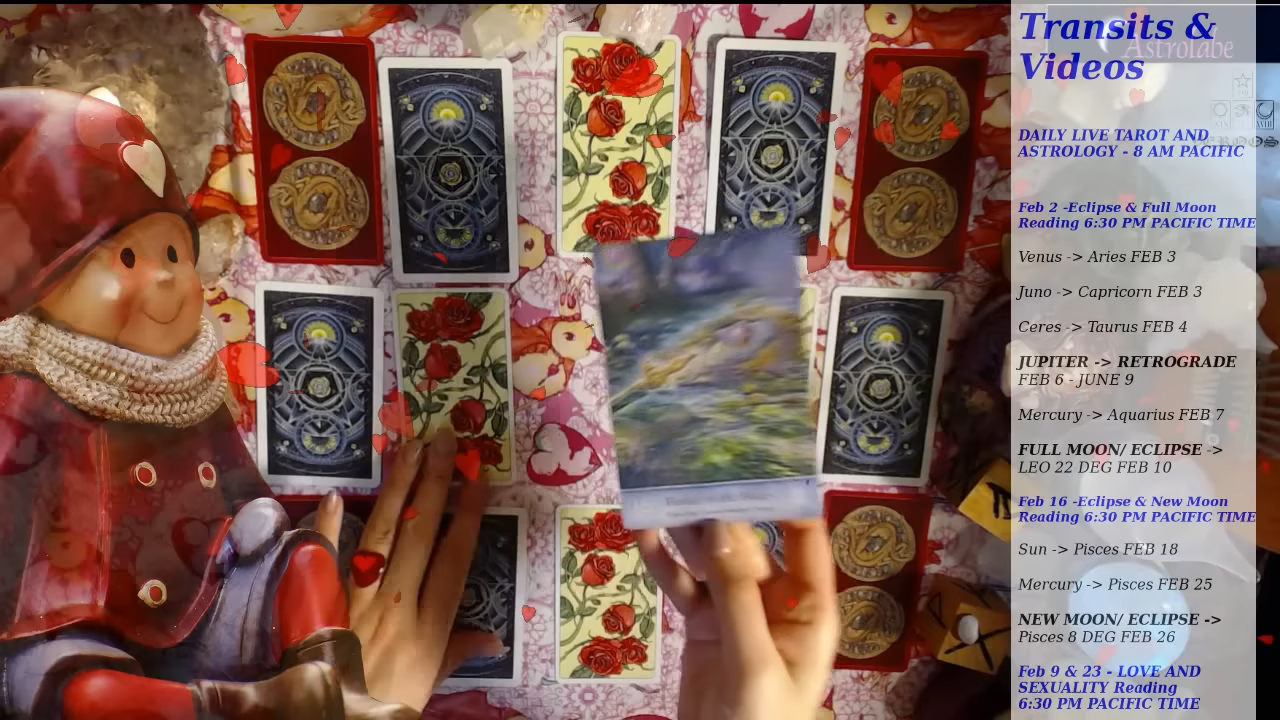 Transits &
Videos
Astrolabe
DAILY LIVE TAROT AND
ASTROLOGY - 8 AM PACIFIC
Feb 2 -Eclipse & Full Moon
Reading 6:30 PM PACIFIC TIME
Venus -> Aries FEB 3
Juno -> Capricorn FEB 3
Ceres -> Taurus FEB 4
JUPITER -> RETROGRADE
FEB 6 - JUNE 9
Mercury -> Aquarius FEB 7
FULL MOON/ ECLIPSE ->
LEO 22 DEG FEB 10
Feb 16 -Eclipse & New Moon
Reading 6:30 PM PACIFIC TIME
Sun -> Pisces FEB 18
Mercury -> Pisces FEB 25
NEW MOON/ ECLIPSE ->
Pisces 8 DEG FEB 26
Feb 9 & 23 - LOVE AND
SEXUALITY Reading
6:30 PM PACIFIC TIME